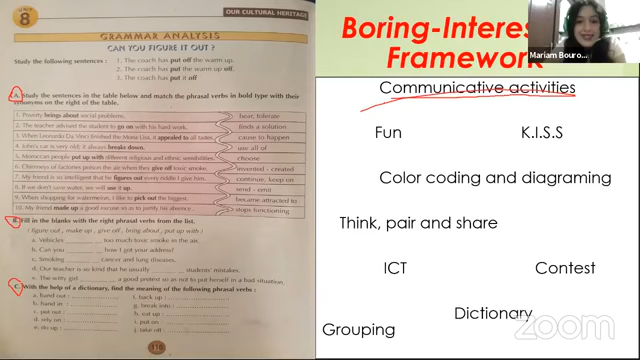 UNIT
8
OUR CULTURAL HERITAGE
GRAMMAR ANALYSIS
CAN YOU FIGURE IT OUT ?
Study the following sentences : 1. The coach has put off the warm up.
2. The coach has put the warm up off.
3. The coach has put it off
A. Study the sentences in the table below and match the phrasal verbs in bold type with their
synonyms on the right of the table.
1. Poverty brings about social problems. bear, tolerate
2. The teacher advised the student to go on with his hard work. finds a solution
3. When Leonardo Da Vinci finished the Mona Lisa, it appealed to all tastes. cause to happen
4. John's car is very old; it always breaks down. use all of
5. Moroccan people put up with different religious and ethnic sensibilities. choose
6. Chimneys of factories poison the air when they give off toxic smoke. invented - created
7. My friend is so intelligent that he figures out every riddle I give him. continue, keep on
8. If we don't save water, we will use it up. send - omit
9. When shopping for watermelon, I like to pick out the biggest. became attracted to
10. My friend made up a good excuse so as to justify his absence. stops functioning
B. Fill in the blanks with the right phrasal verbs from the list.
( figure out , make up , give off , bring about , put up with )
a. Vehicles too much toxic smoke in the air.
b. Can you how I got your address?
c. Smoking cancer and lung diseases.
d. Our teacher is so kind that he usually students' mistakes.
e. The witty girl a good pretest so as not to put herself in a bad situation.
C. With the help of a dictionary, find the meaning of the following phrasal verbs :
a. hand out : f. back up :
b. hand in : g. break into :
c. put out : h. eat up :
d. rely on : i. put on :
e. do up : j. take off :
110
Boring-Interes
Framework
Mariam Bouro...
Communicative activities
Fun K.I.S.S
Color coding and diagraming
Think, pair and share
ICT Contest
Dictionary
Grouping
zoom